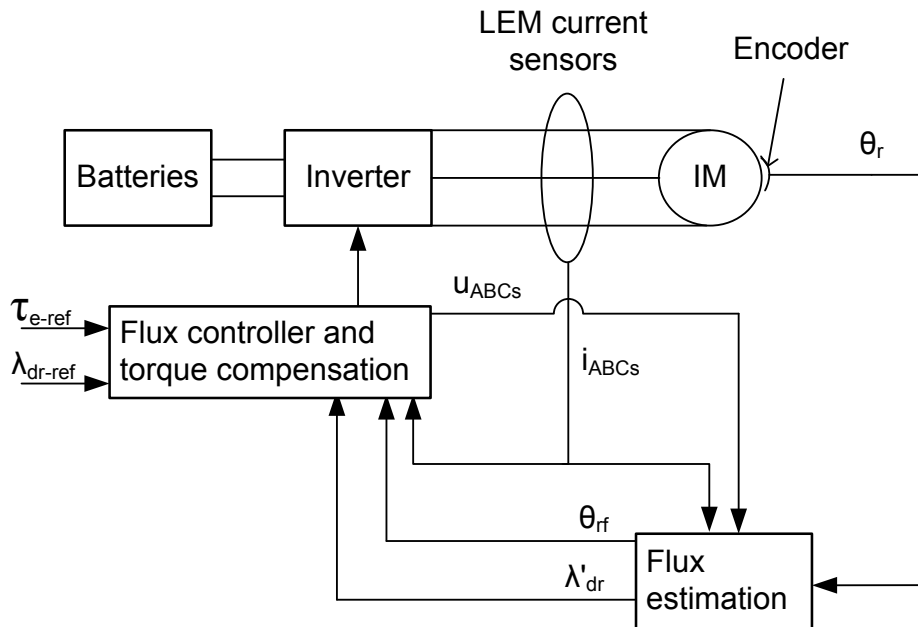 LEM current
sensors
Encoder
Batteries
Inverter
IM
θr
uABCs
τe-ref
λdr-ref
Flux controller and
torque compensation
iABCs
θrf
λ'dr
Flux
estimation